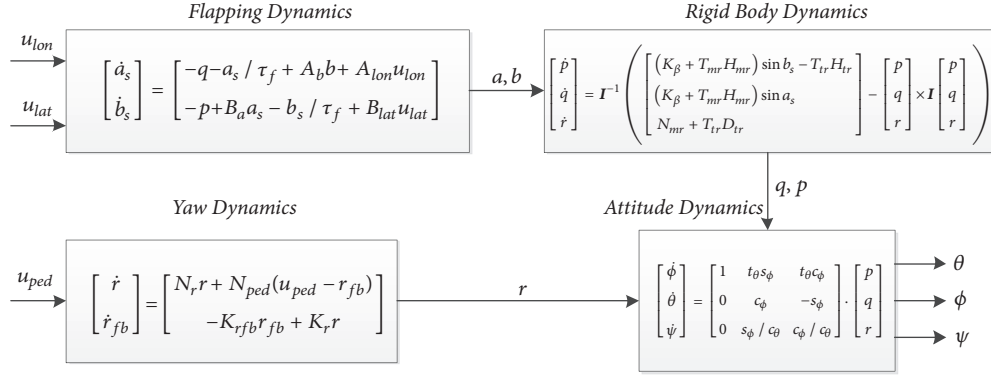 Flapping Dynamics
Rigid Body Dynamics
u_lon
u_lat
[ȧ_s ḃ_s] = [-q-a_s / τ_f + A_b b + A_lon u_lon
-p+B_a a_s - b_s / τ_f + B_lat u_lat]
a, b
[ṗ q̇ ṙ] = I^{-1} ( [(K_β + T_mr H_mr) sin b_s - T_tr H_tr
(K_β + T_mr H_mr) sin a_s
N_mr + T_tr D_tr] - [p q r] × I [p q r] )
q, p
Yaw Dynamics
Attitude Dynamics
u_ped
[ṙ ṙ_fb] = [N_r r + N_ped(u_ped - r_fb)
-K_rfb r_fb + K_r r]
r
[ϕ̇ θ̇ ψ̇] = [1 t_θ s_ϕ t_θ c_ϕ
0 c_ϕ -s_ϕ
0 s_ϕ / c_θ c_ϕ / c_θ] · [p q r]
θ
ϕ
ψ